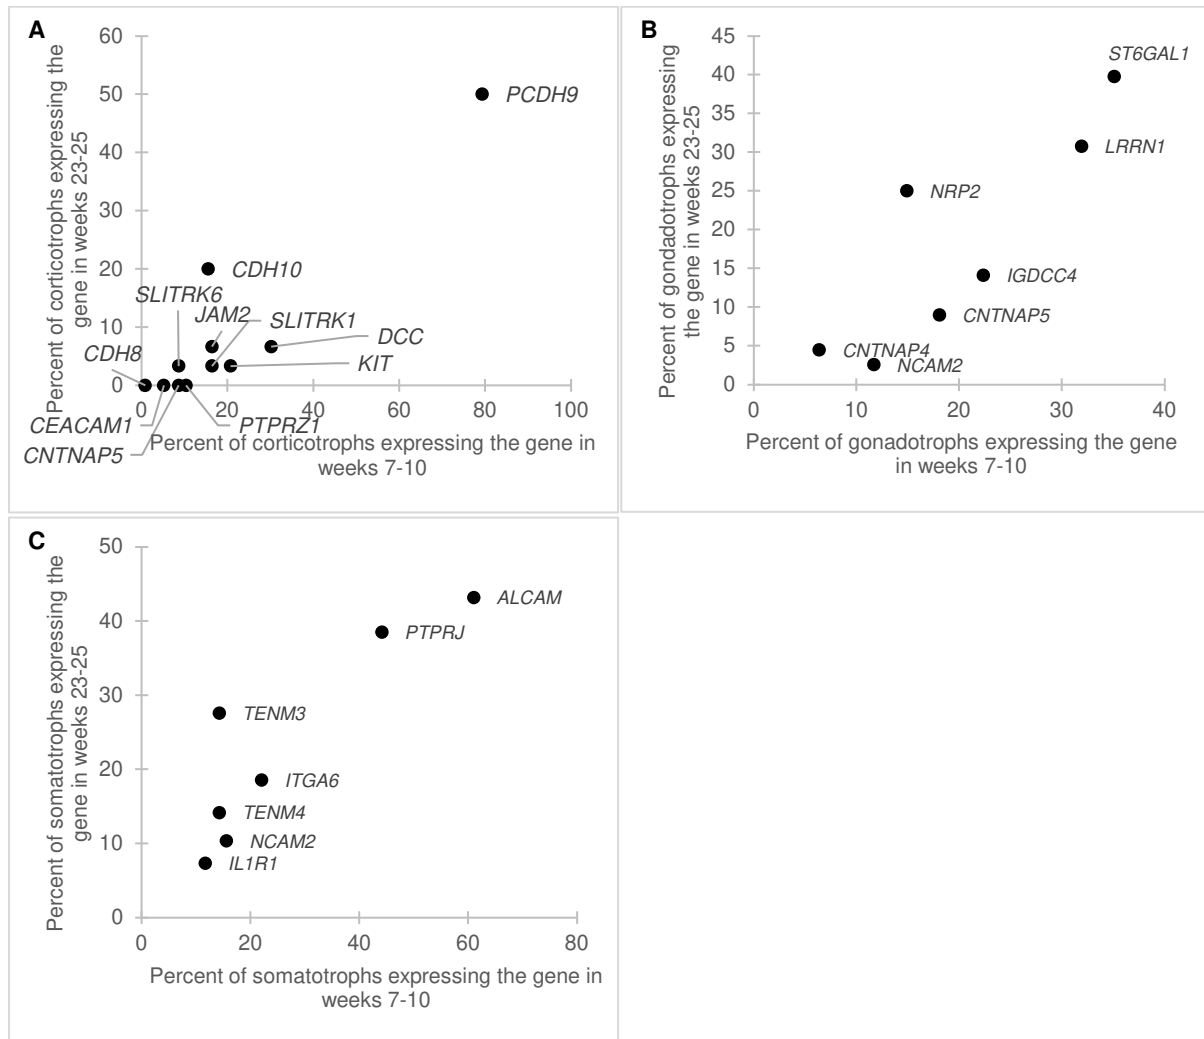 A
Percent of corticotrophs expressing the
gene in weeks 23-25
60
50
40
30
20
10
0
PCDH9
CDH10
SLITRK6
JAM2
SLITRK1
DCC
CDH8
KIT
CEACAM1
PTPRZ1
CNTNAP5
0
20
40
60
80
100
Percent of corticotrophs expressing the gene in
weeks 7-10
B
Percent of gondadotrophs expressing
the gene in weeks 23-25
45
40
35
30
25
20
15
10
5
0
ST6GAL1
LRRN1
NRP2
IGDCC4
CNTNAP5
CNTNAP4
NCAM2
0
10
20
30
40
Percent of gonadotrophs expressing the gene
in weeks 7-10
C
Percent of somatotrophs expressing the
gene in weeks 23-25
50
40
30
20
10
0
ALCAM
PTPRJ
TENM3
ITGA6
TENM4
NCAM2
IL1R1
0
20
40
60
80
Percent of somatotrophs expressing the gene in
weeks 7-10